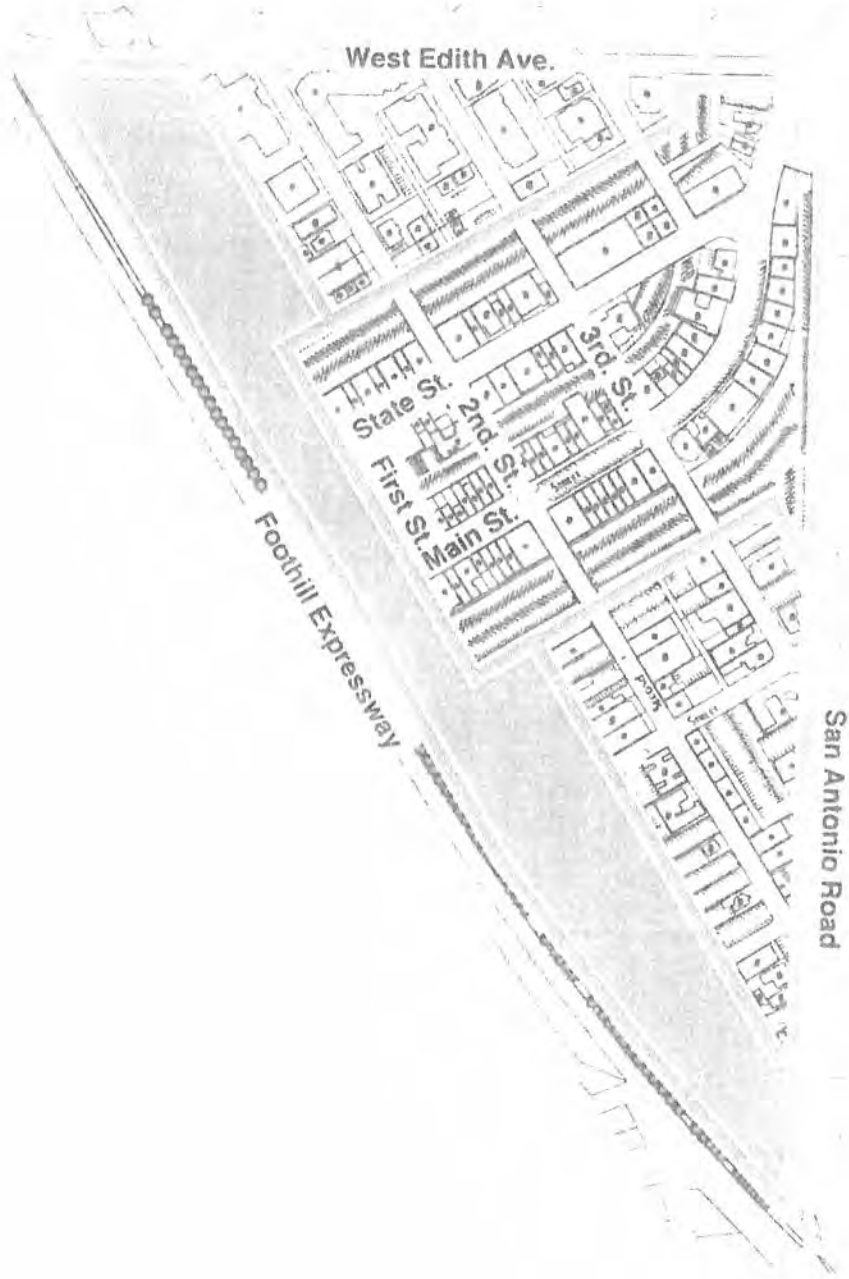 West Edith Ave.
3rd. St.
State St.
2nd. St.
First St.
Main St.
Foothill Expressway
San Antonio Road